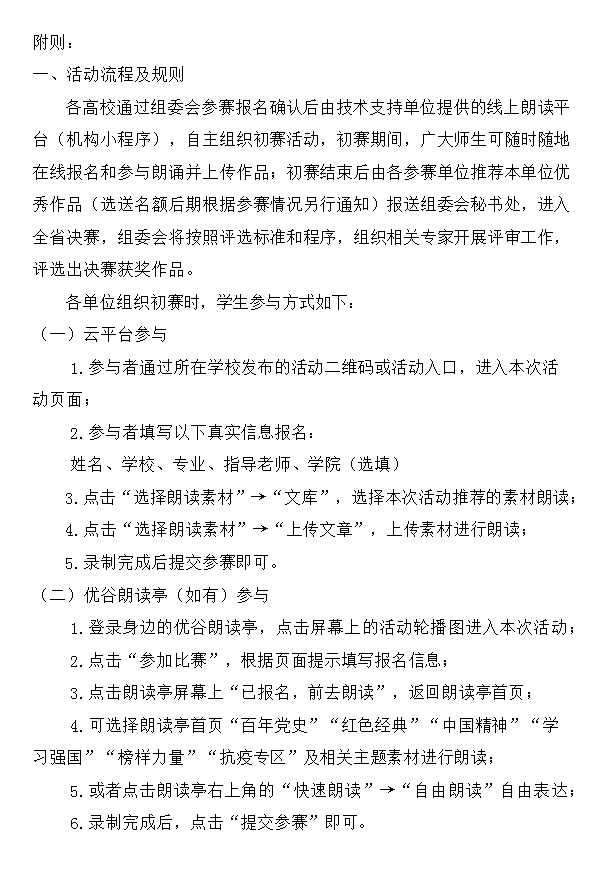 附则：
一、活动流程及规则
各高校通过组委会参赛报名确认后由技术支持单位提供的线上朗读平
台（机构小程序），自主组织初赛活动，初赛期间，广大师生可随时随地
在线报名和参与朗诵并上传作品；初赛结束后由各参赛单位推荐本单位优
秀作品（选送名额后期根据参赛情况另行通知）报送组委会秘书处，进入
全省决赛，组委会将按照评选标准和程序，组织相关专家开展评审工作，
评选出决赛获奖作品。
各单位组织初赛时，学生参与方式如下：
（一）云平台参与
1.参与者通过所在学校发布的活动二维码或活动入口，进入本次活
动页面；
2.参与者填写以下真实信息报名：
姓名、学校、专业、指导老师、学院（选填）
3.点击“选择朗读素材”→“文库”，选择本次活动推荐的素材朗读；
4.点击“选择朗读素材”→“上传文章”，上传素材进行朗读；
5.录制完成后提交参赛即可。
（二）优谷朗读亭（如有）参与
1.登录身边的优谷朗读亭，点击屏幕上的活动轮播图进入本次活动；
2.点击“参加比赛”，根据页面提示填写报名信息；
3.点击朗读亭屏幕上“已报名，前去朗读”，返回朗读亭首页；
4.可选择朗读亭首页“百年党史”“红色经典”“中国精神”“学
习强国”“榜样力量”“抗疫专区”及相关主题素材进行朗读；
5.或者点击朗读亭右上角的“快速朗读”→“自由朗读”自由表达；
6.录制完成后，点击“提交参赛”即可。